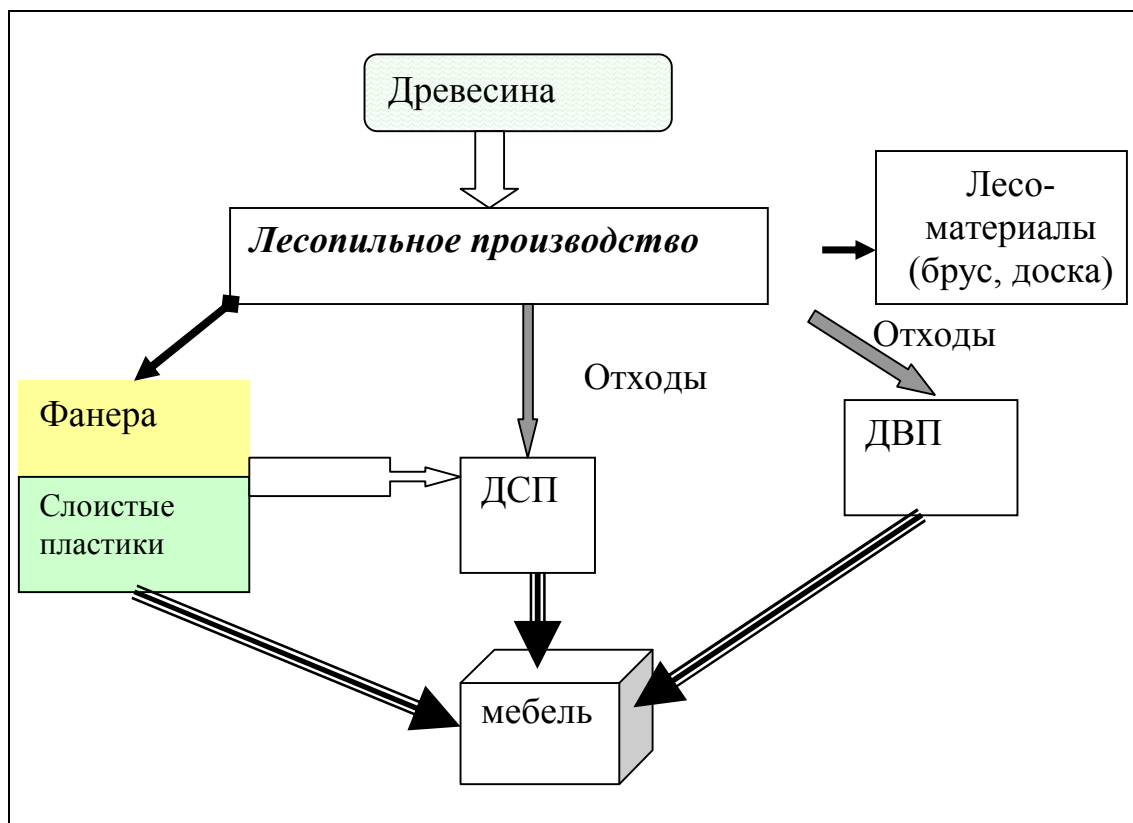 Древесина
Лесопильное производство
Лесо-
материалы
(брус, доска)
Отходы
Отходы
Фанера
ДВП
ДСП
Слоистые
пластики
мебель